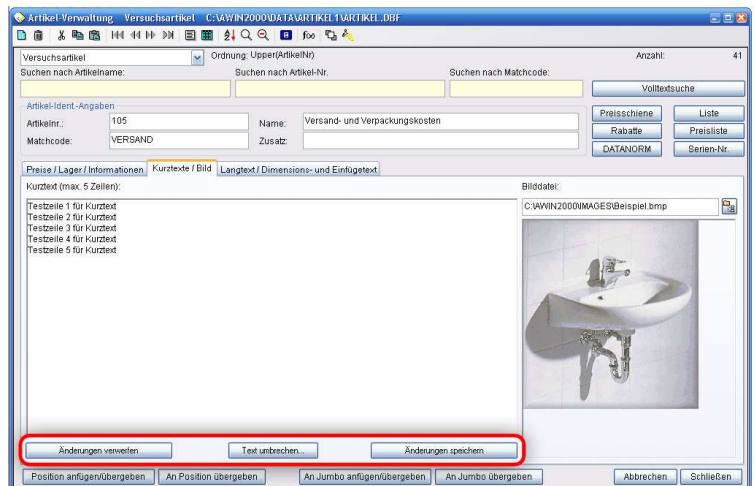 Artikel-Verwaltung Versuchsartikel C:\AWIN2000\DATA\ARTIKEL1\ARTIKEL.DBF
f(x)
Versuchsartikel Ordnung: Upper(ArtikelNr) Anzahl: 41
Suchen nach Artikelname: Suchen nach Artikel-Nr. Suchen nach Matchcode:
Volltextsuche
Artikel-Ident.-Angaben
Artikelnr.: 105 Name: Versand- und Verpackungskosten
Matchcode: VERSAND Zusatz:
Preisschiene Liste
Rabatte Preisliste
DATANORM Serien-Nr.
Preise / Lager / Informationen Kurztexte / Bild Langtext / Dimensions- und Einfügetext
Kurztext (max. 5 Zeilen): Bilddatei:
Testzeile 1 für Kurztext
Testzeile 2 für Kurztext
Testzeile 3 für Kurztext
Testzeile 4 für Kurztext
Testzeile 5 für Kurztext
C:\AWIN2000\IMAGES\Beispiel.bmp
Änderungen verwerfen Text umbrechen... Änderungen speichern
Position anfügen/übergeben An Position übergeben An Jumbo anfügen/übergeben An Jumbo übergeben Abbrechen Schließen